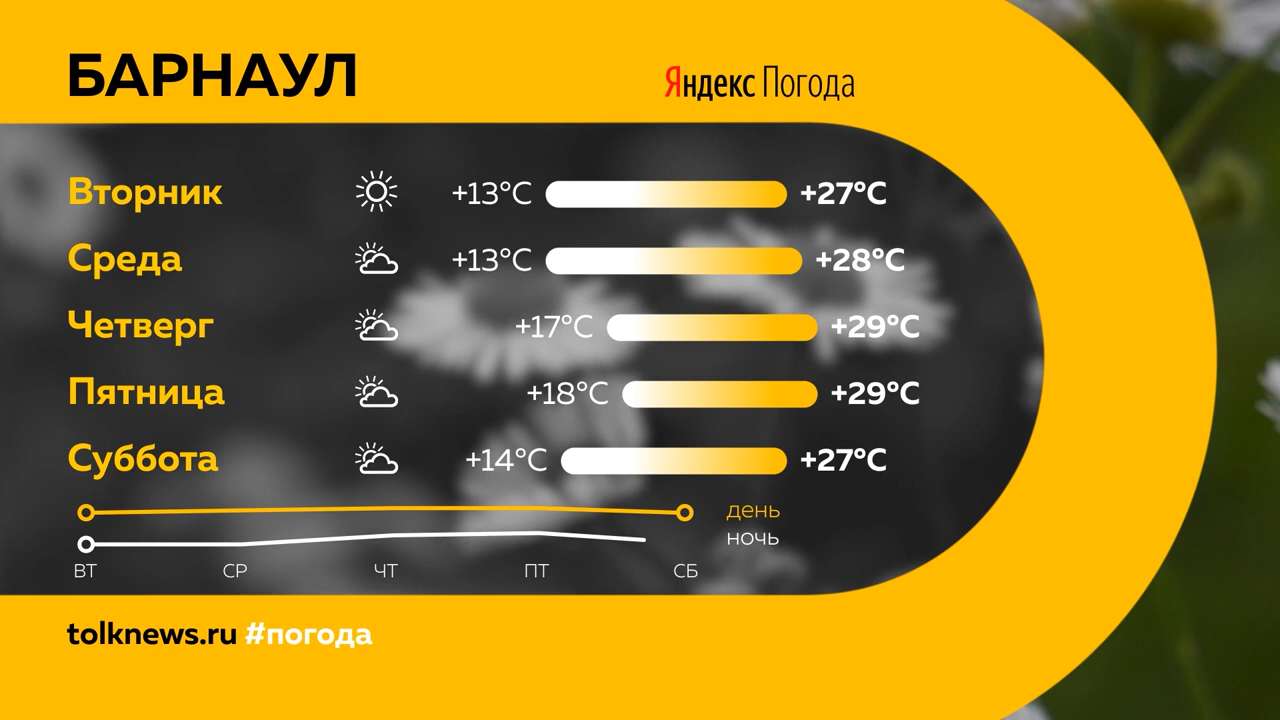 БАРНАУЛ
Яндекс Погода
Вторник +13°C +27°C
Среда +13°C +28°C
Четверг +17°C +29°C
Пятница +18°C +29°C
Суббота +14°C +27°C
день
ночь
ВТ СР ЧТ ПТ СБ
tolknews.ru #погода